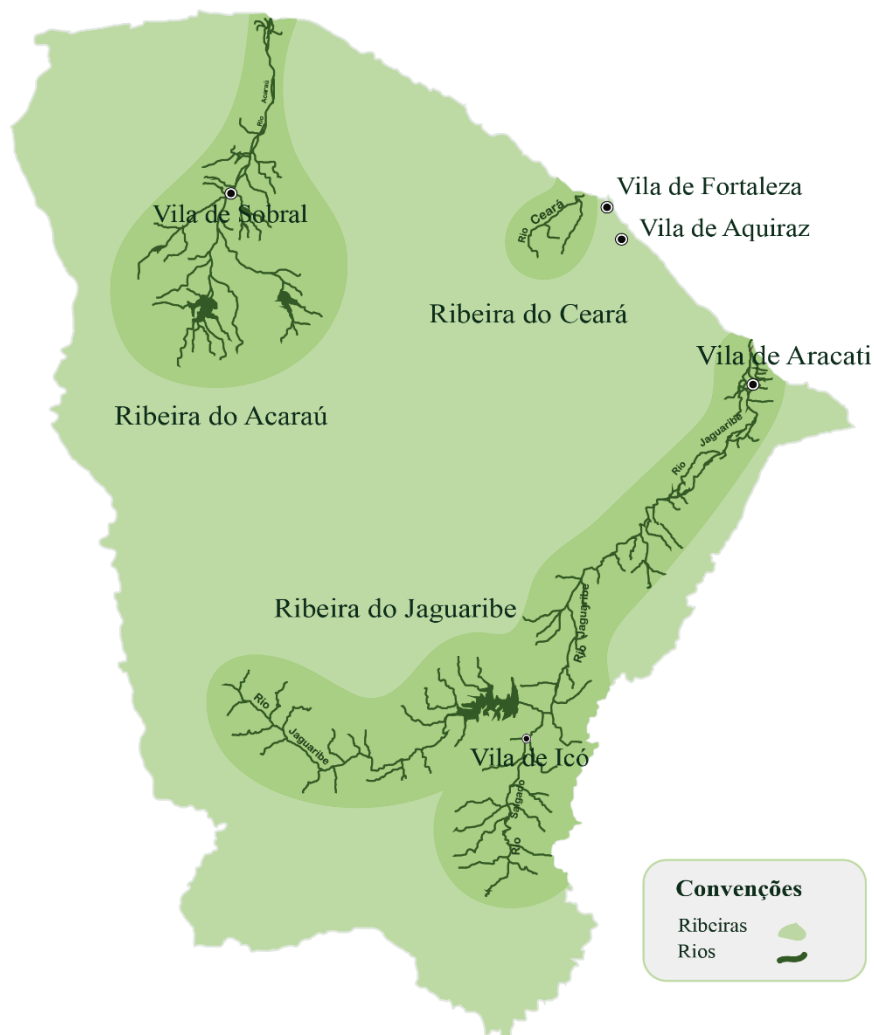 Rio Acaraú
Vila de Sobral
Vila de Fortaleza
Rio Ceará
Vila de Aquiraz
Ribeira do Ceará
Vila de Aracati
Ribeira do Acaraú
Rio Jaguaribe
Ribeira do Jaguaribe
Rio Jaguaribe
Rio Jaguaribe
Vila de Icó
Rio Salgado
Convenções
Ribeiras
Rios